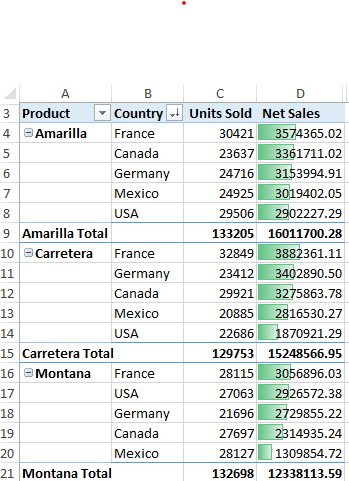 A B C D
3 Product Country Units Sold Net Sales
4 Amarilla France 30421 3574365.02
5 Canada 23637 3361711.02
6 Germany 24716 3153994.91
7 Mexico 24925 3019402.05
8 USA 29506 2902227.29
9 Amarilla Total 133205 16011700.28
10 Carretera France 32849 3882361.11
11 Germany 23412 3402890.50
12 Canada 29921 3275863.78
13 Mexico 20885 2816530.27
14 USA 22686 1870921.29
15 Carretera Total 129753 15248566.95
16 Montana France 28115 3056896.03
17 USA 27063 2926572.38
18 Germany 21696 2729855.22
19 Canada 27697 2314935.24
20 Mexico 28127 1309854.72
21 Montana Total 132698 12338113.59